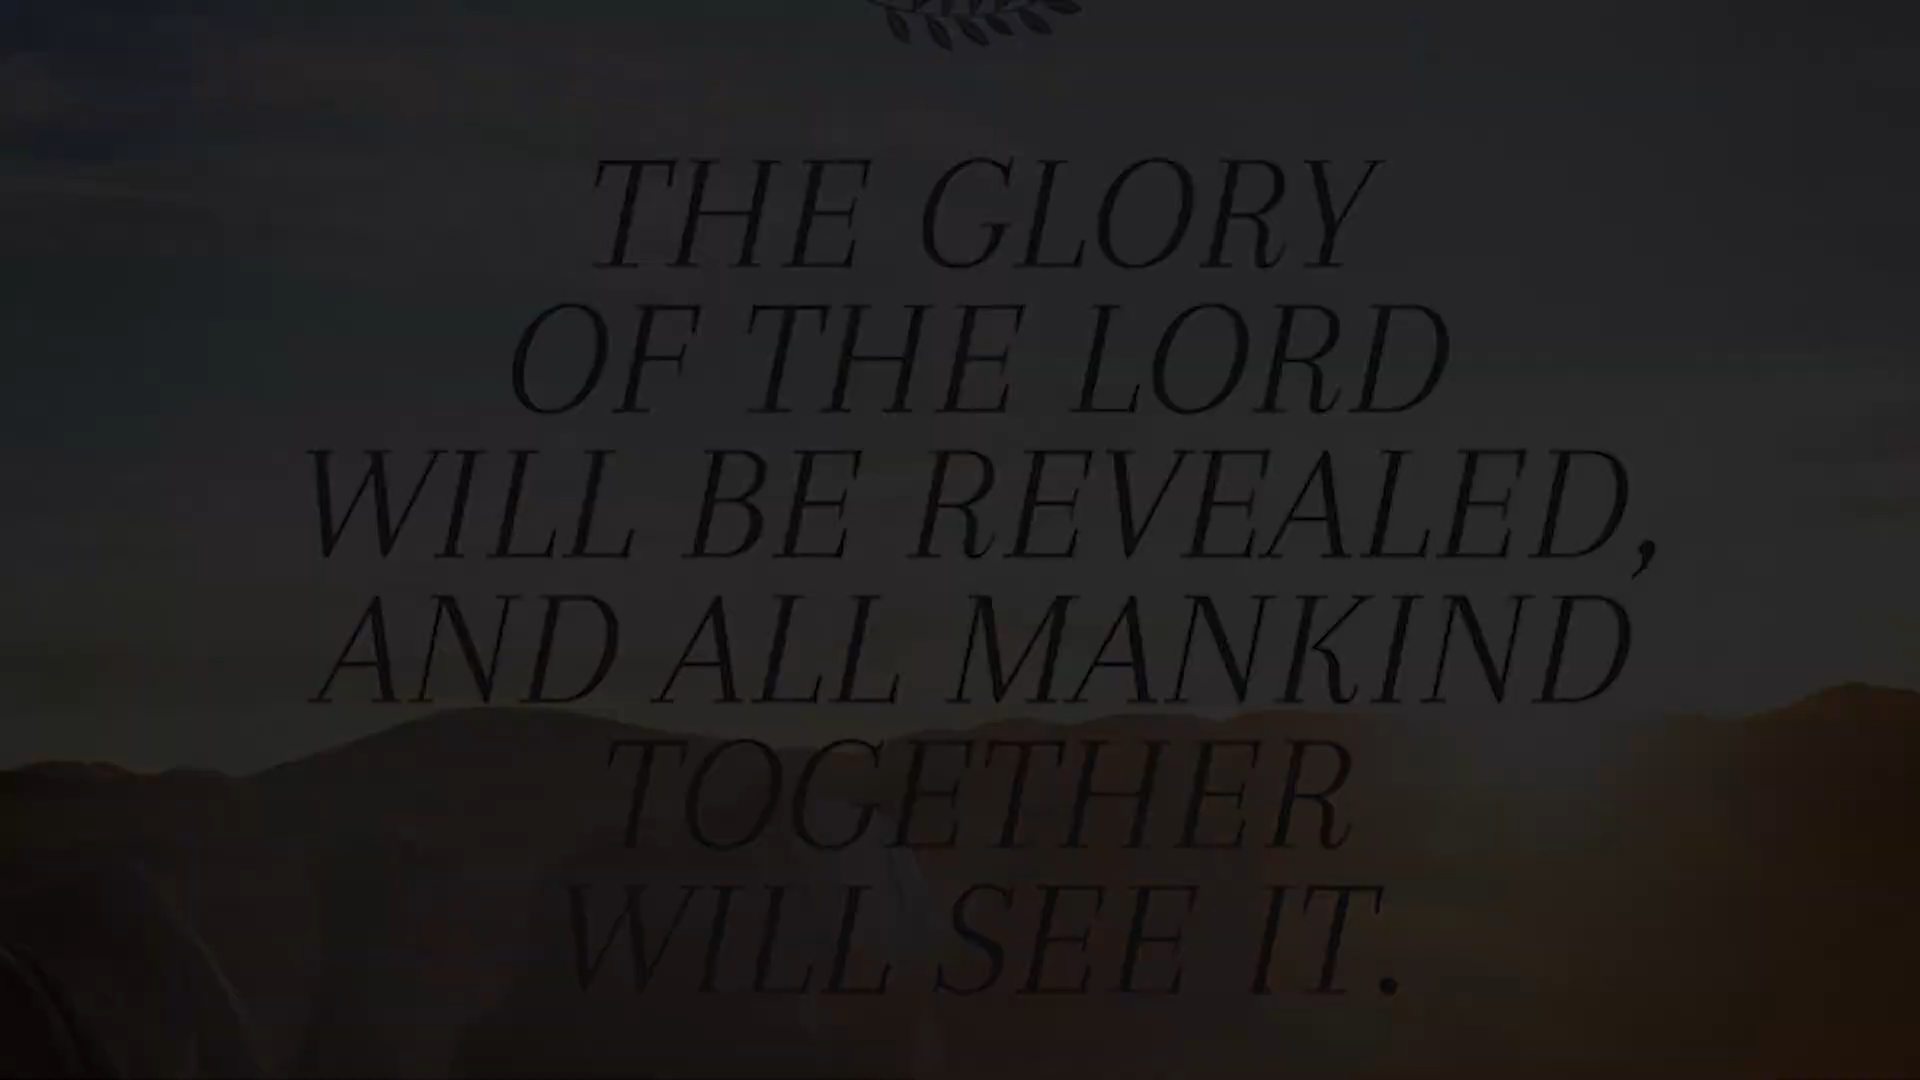 THE GLORY
OF THE LORD
WILL BE REVEALED,
AND ALL MANKIND
TOGETHER
WILL SEE IT.